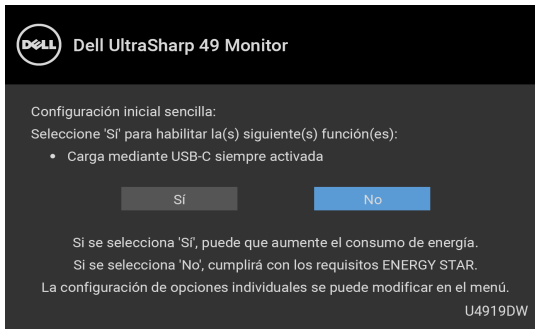 DELL
Dell UltraSharp 49 Monitor
Configuración inicial sencilla:
Seleccione 'Sí' para habilitar la(s) siguiente(s) función(es):
• Carga mediante USB-C siempre activada
Sí No
Si se selecciona 'Sí', puede que aumente el consumo de energía.
Si se selecciona 'No', cumplirá con los requisitos ENERGY STAR.
La configuración de opciones individuales se puede modificar en el menú.
U4919DW